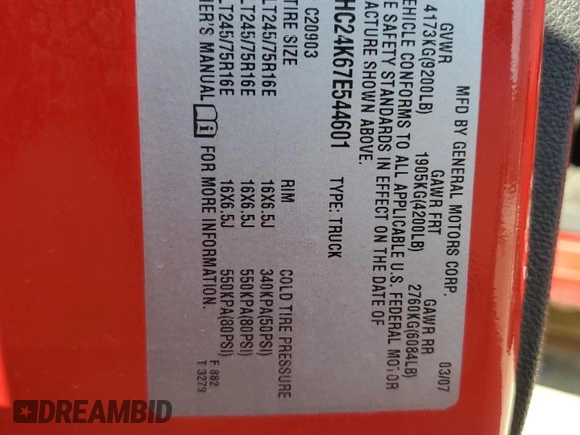 MFD BY GENERAL MOTORS CORP. 03/07
GVWR GAWR FRT GAWR RR
4173KG(9200LB) 1905KG(4200LB) 2760KG(6084LB)
VEHICLE CONFORMS TO ALL APPLICABLE U.S. FEDERAL MOTOR
SAFETY STANDARDS IN EFFECT ON THE DATE OF
ACTURE SHOWN ABOVE.
HC24K67E544601 TYPE: TRUCK
C20903
TIRE SIZE RIM COLD TIRE PRESSURE
LT245/75R16E 16X6.5J 340KPA(50PSI)
LT245/75R16E 16X6.5J 550KPA(80PSI)
LT245/75R16E 16X6.5J 550KPA(80PSI)
ER'S MANUAL FOR MORE INFORMATION.
F 882
T 3279
DREAMBID